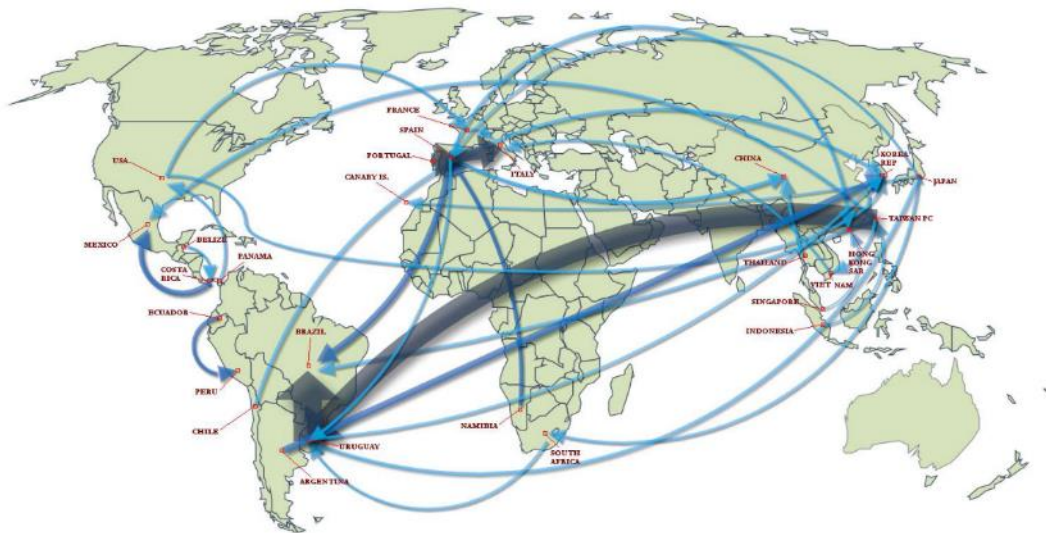 FRANCE
SPAIN
PORTUGAL
ITALY
CANARY IS.
USA
CHINA
KOREA
REP
JAPAN
TAIWAN PC
MEXICO
BELIZE
COSTA
RICA
PANAMA
THAILAND
HONG
KONG
SAR
VIET NAM
ECUADOR
BRAZIL
SINGAPORE
INDONESIA
PERU
CHILE
URUGUAY
NAMIBIA
SOUTH
AFRICA
ARGENTINA